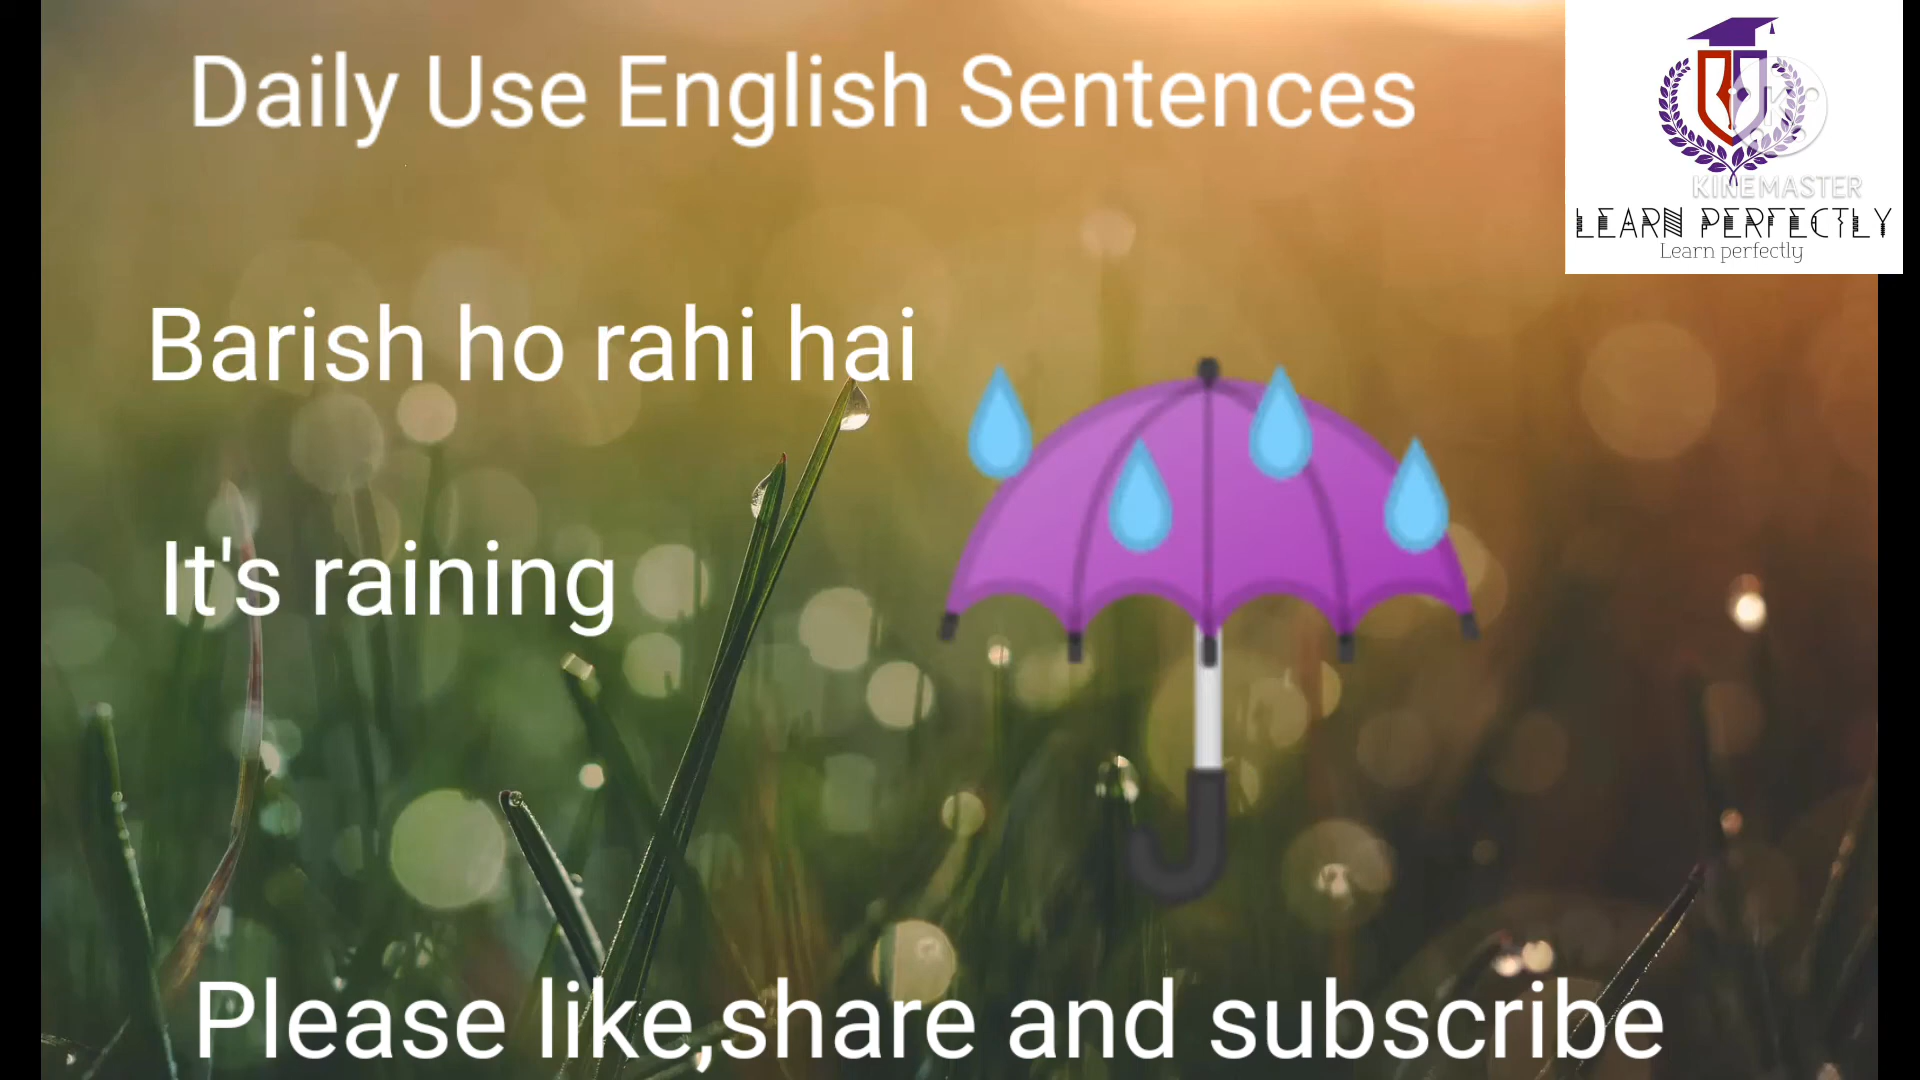 Daily Use English Sentences
KINEMASTER
LEARN PERFECTLY
Learn perfectly
Barish ho rahi hai
It's raining
Please like,share and subscribe